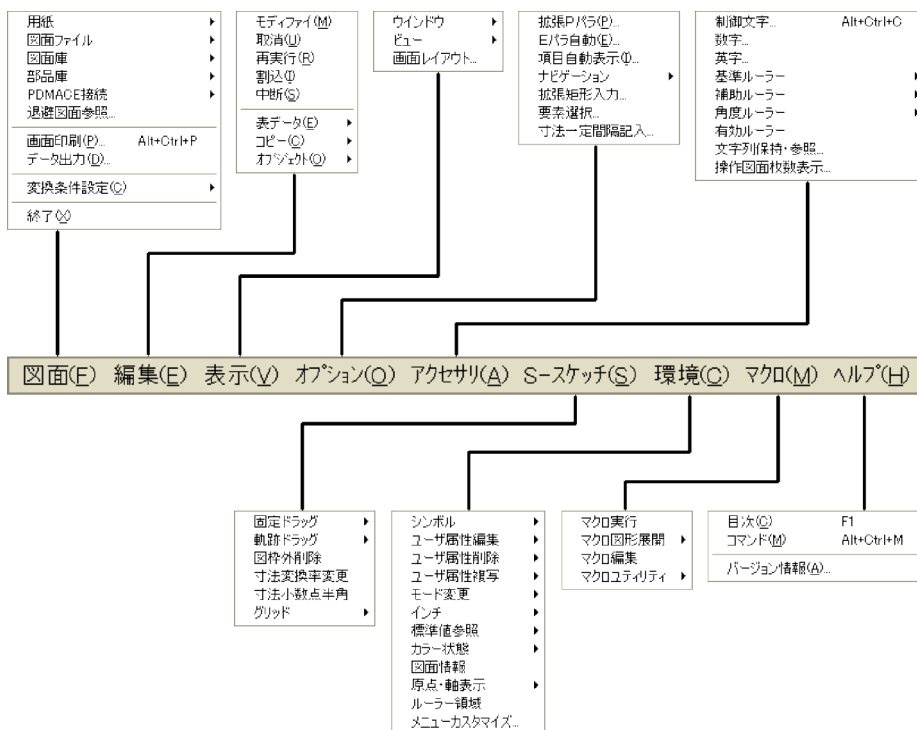 用紙
図面ファイル
図面庫
部品庫
PDMACE接続
退避図面参照...
画面印刷(P)... Alt+Ctrl+P
データ出力(D)...
変換条件設定(C)
終了(X)
モディファイ(M)
取消(U)
再実行(R)
割込(I)
中断(S)
表データ(E)
コピー(C)
オブジェクト(O)
ウインドウ
ビュー
画面レイアウト...
拡張Pパラ(P)...
Eパラ自動(E)...
項目自動表示(I)...
ナビゲーション
拡張矩形入力...
要素選択...
寸法一定間隔記入...
制御文字... Alt+Ctrl+C
数字...
英字...
基準ルーラー
補助ルーラー
角度ルーラー
有効ルーラー
文字列保持・参照...
操作図面枚数表示...
図面(F) 編集(E) 表示(V) オプション(O) アクセサリ(A) S-スケッチ(S) 環境(C) マクロ(M) ヘルプ(H)
固定ドラッグ
軌跡ドラッグ
図枠外削除
寸法変換率変更
寸法小数点半角
グリッド
シンボル
ユーザ属性編集
ユーザ属性削除
ユーザ属性複写
モード変更
インチ
標準値参照
カラー状態
図面情報
原点・軸表示
ルーラー領域
メニューカスタマイズ...
マクロ実行
マクロ図形展開
マクロ編集
マクロユティリティ
目次(C) F1
コマンド(M) Alt+Ctrl+M
バージョン情報(A)...